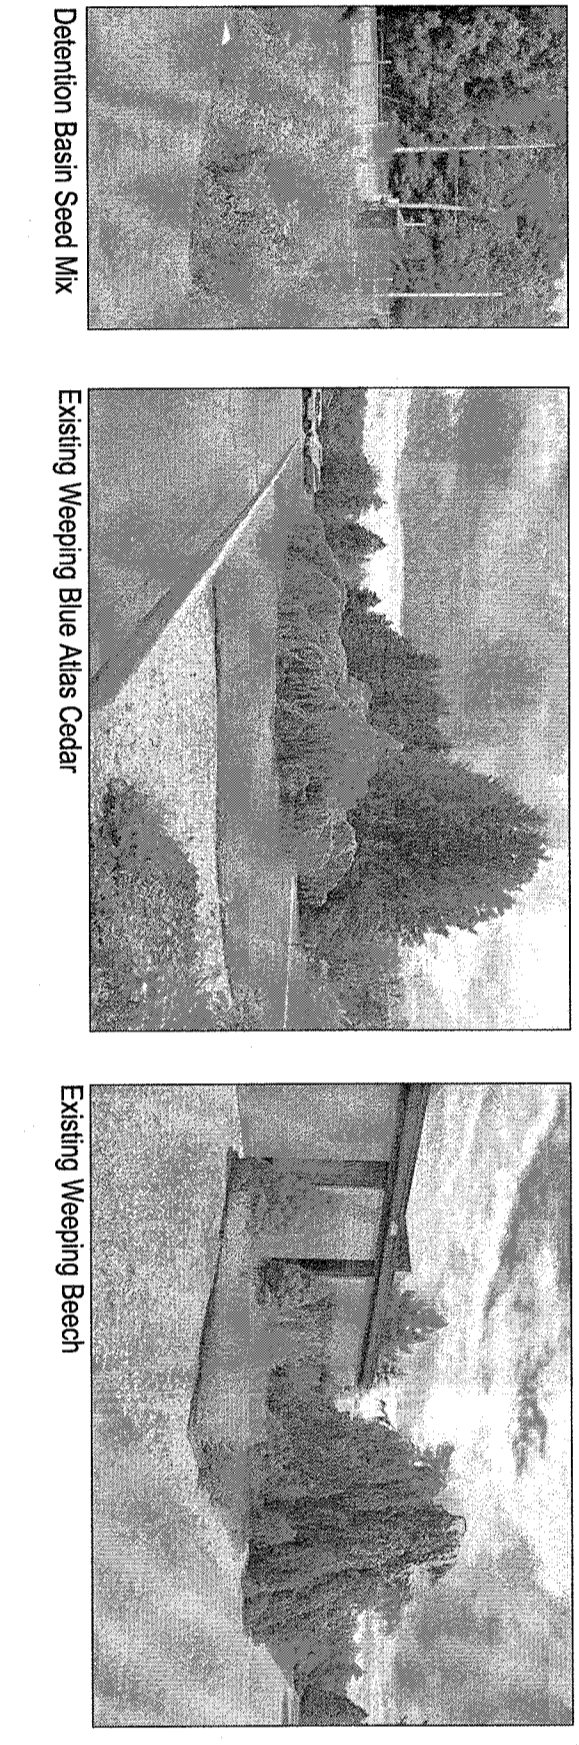 Detention Basin Seed Mix
Existing Weeping Blue Atlas Cedar
Existing Weeping Beech